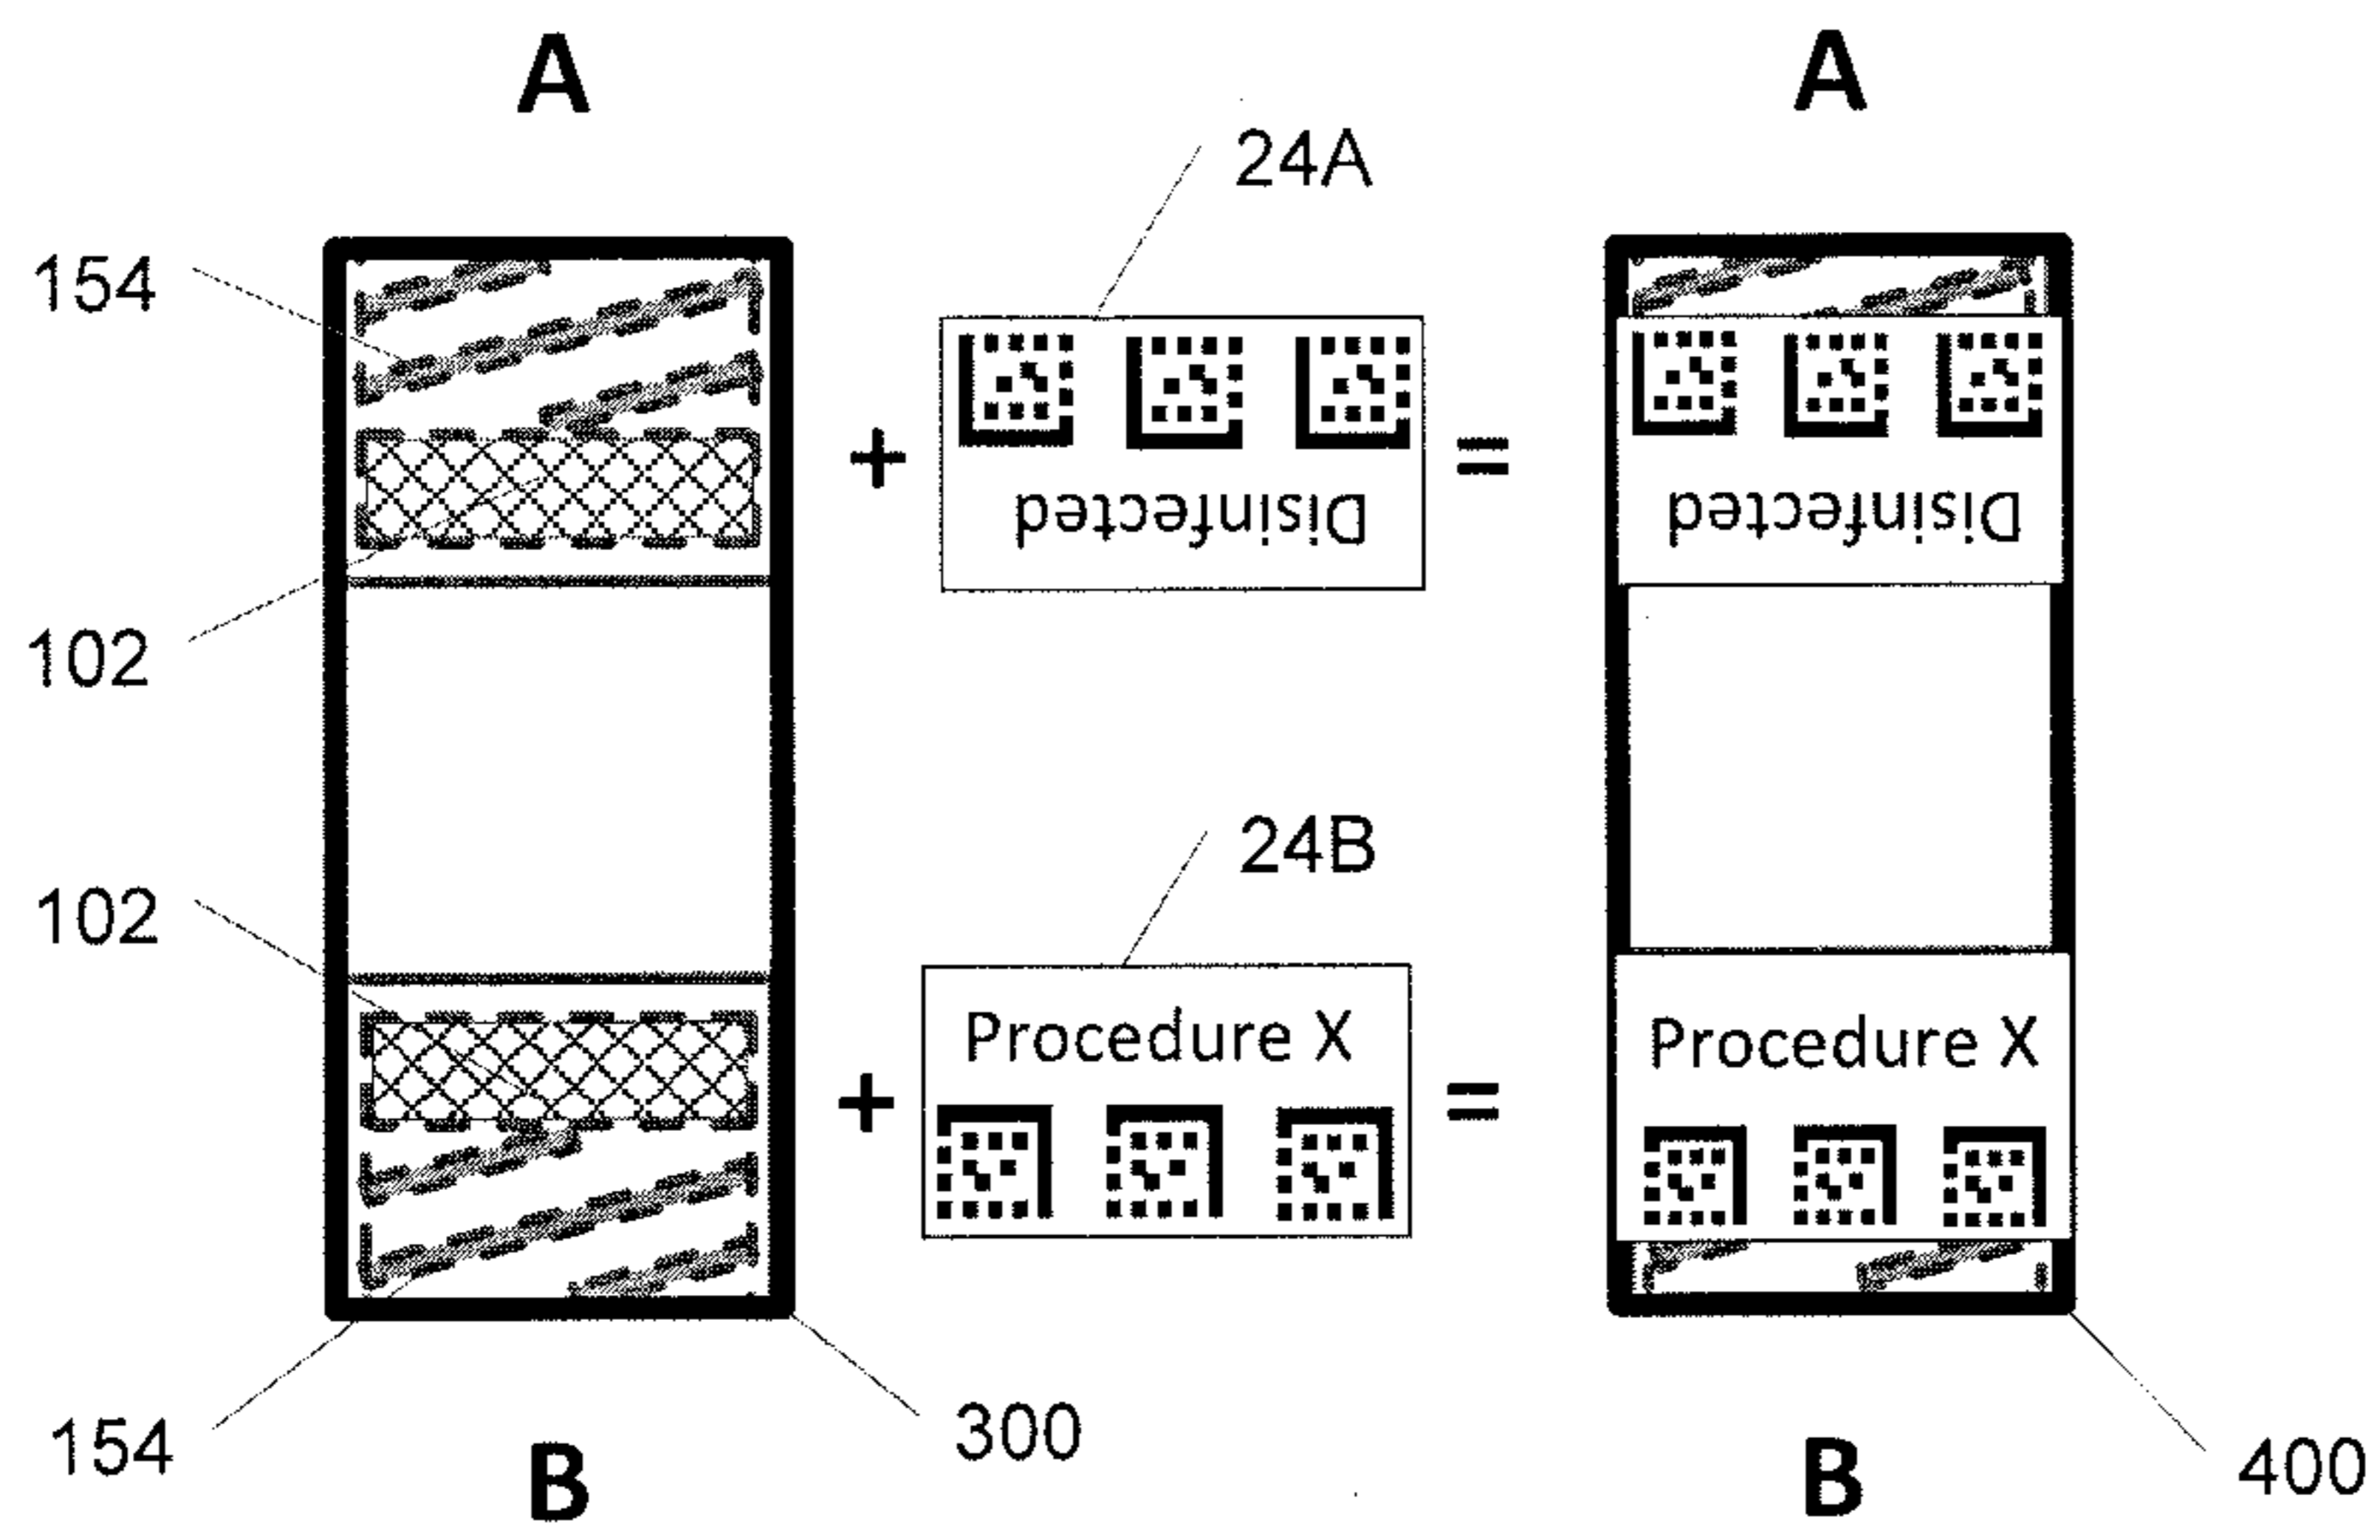 A
A
24A
154
+
=
Disinfected
Disinfected
102
102
24B
Procedure X
Procedure X
+
=
154
300
400
B
B